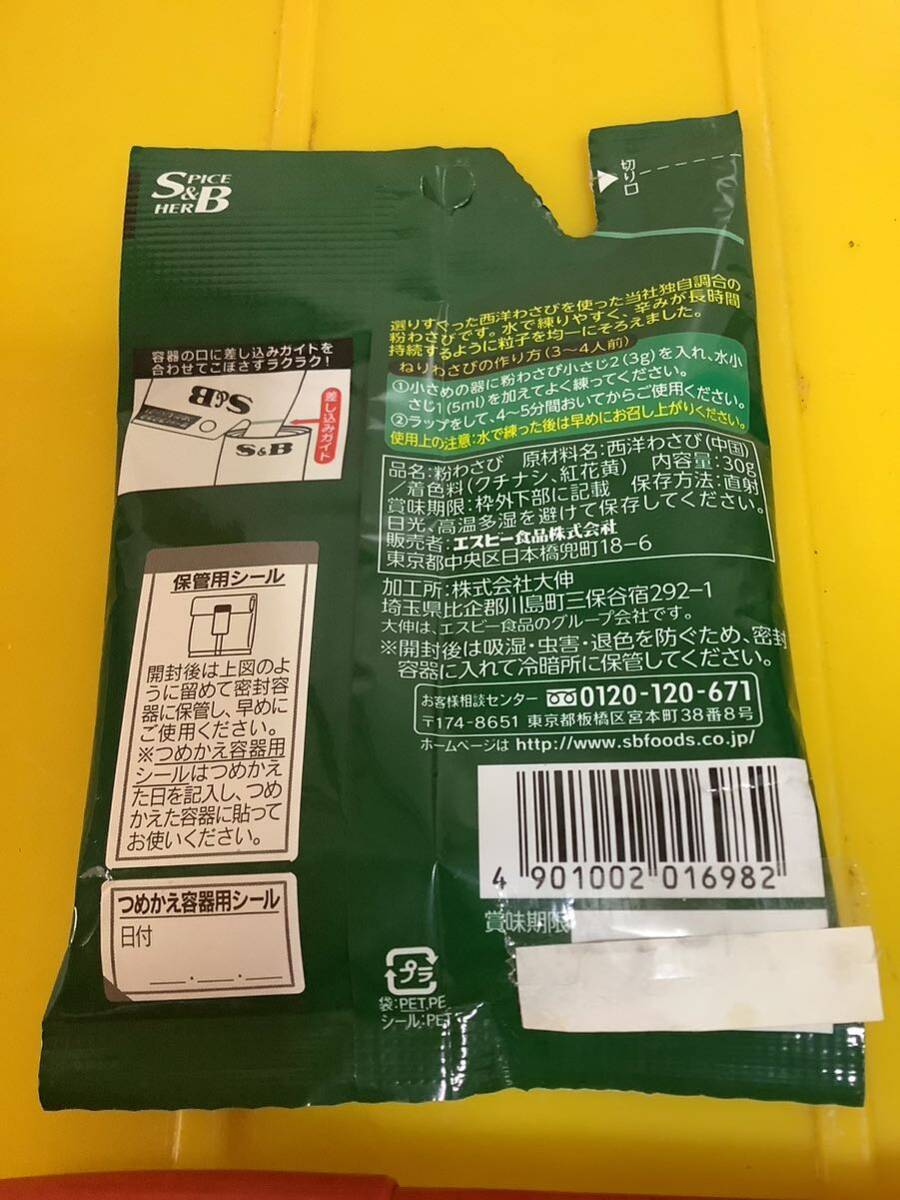 SPICE
&
HERB
切り口
選りすぐった西洋わさびを使った当社独自調合の
粉わさびです。水で練りやすく、辛みが長時間
持続するように粒子を均一にそろえました。
ねりわさびの作り方(3〜4人前)
①小さめの器に粉わさび小さじ2(3g)を入れ、水小
さじ1(5ml)を加えてよく練ってください。
②ラップをして、4〜5分間おいてからご使用ください。
使用上の注意:水で練った後は早めにお召し上がりください。
品名:粉わさび 原材料名:西洋わさび(中国)
/着色料(クチナシ、紅花黄) 内容量:30g
賞味期限:枠外下部に記載 保存方法:直射
日光、高温多湿を避けて保存してください。
販売者:エスビー食品株式会社
東京都中央区日本橋兜町18-6
加工所:株式会社大伸
埼玉県比企郡川島町三保谷宿292-1
大伸は、エスビー食品のグループ会社です。
※開封後は吸湿・虫害・退色を防ぐため、密封
容器に入れて冷暗所に保管してください。
お客様相談センター 0120-120-671
〒174-8651 東京都板橋区宮本町38番8号
ホームページは http://www.sbfoods.co.jp/
4 901002 016982
賞味期限
容器の口に差し込みガイドを
合わせてこぼさずラクラク!
S&B
S&B
差し込みガイド
保管用シール
開封後は上図のよ
うに留めて密封容
器に保管し、早めに
ご使用ください。
※つめかえ容器用
シールはつめかえ
た日を記入し、つめ
かえた容器に貼って
お使いください。
つめかえ容器用シール
日付
プラ
袋:PET,PE
シール:PET